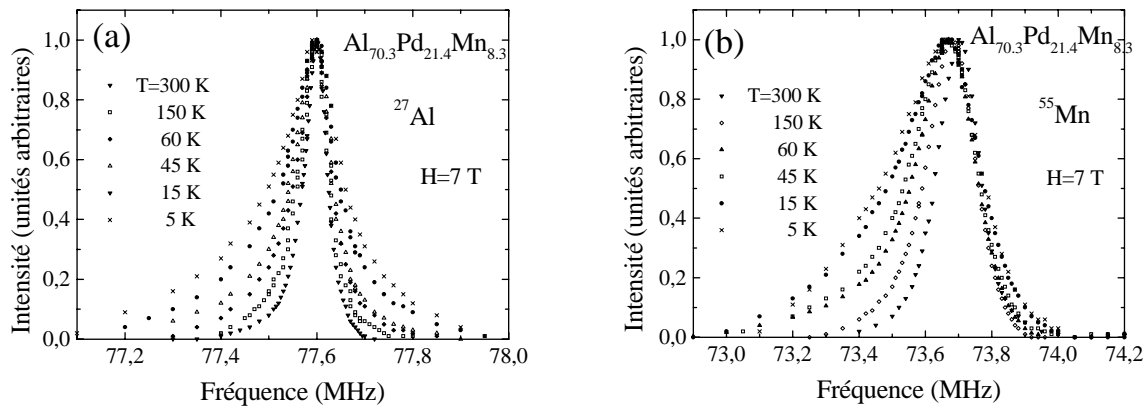 (a)
Al70.3Pd21.4Mn8.3
27Al
H=7 T
T=300 K
150 K
60 K
45 K
15 K
5 K
Intensité (unités arbitraires)
1,0
0,8
0,6
0,4
0,2
0,0
77,2 77,4 77,6 77,8 78,0
Fréquence (MHz)
(b)
Al70.3Pd21.4Mn8.3
55Mn
H=7 T
T=300 K
150 K
60 K
45 K
15 K
5 K
Intensité (unités arbitraires)
1,0
0,8
0,6
0,4
0,2
0,0
73,0 73,2 73,4 73,6 73,8 74,0 74,2
Fréquence (MHz)